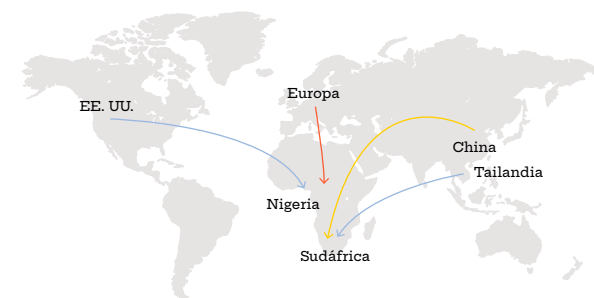 Europa
EE. UU.
China
Tailandia
Nigeria
Sudáfrica